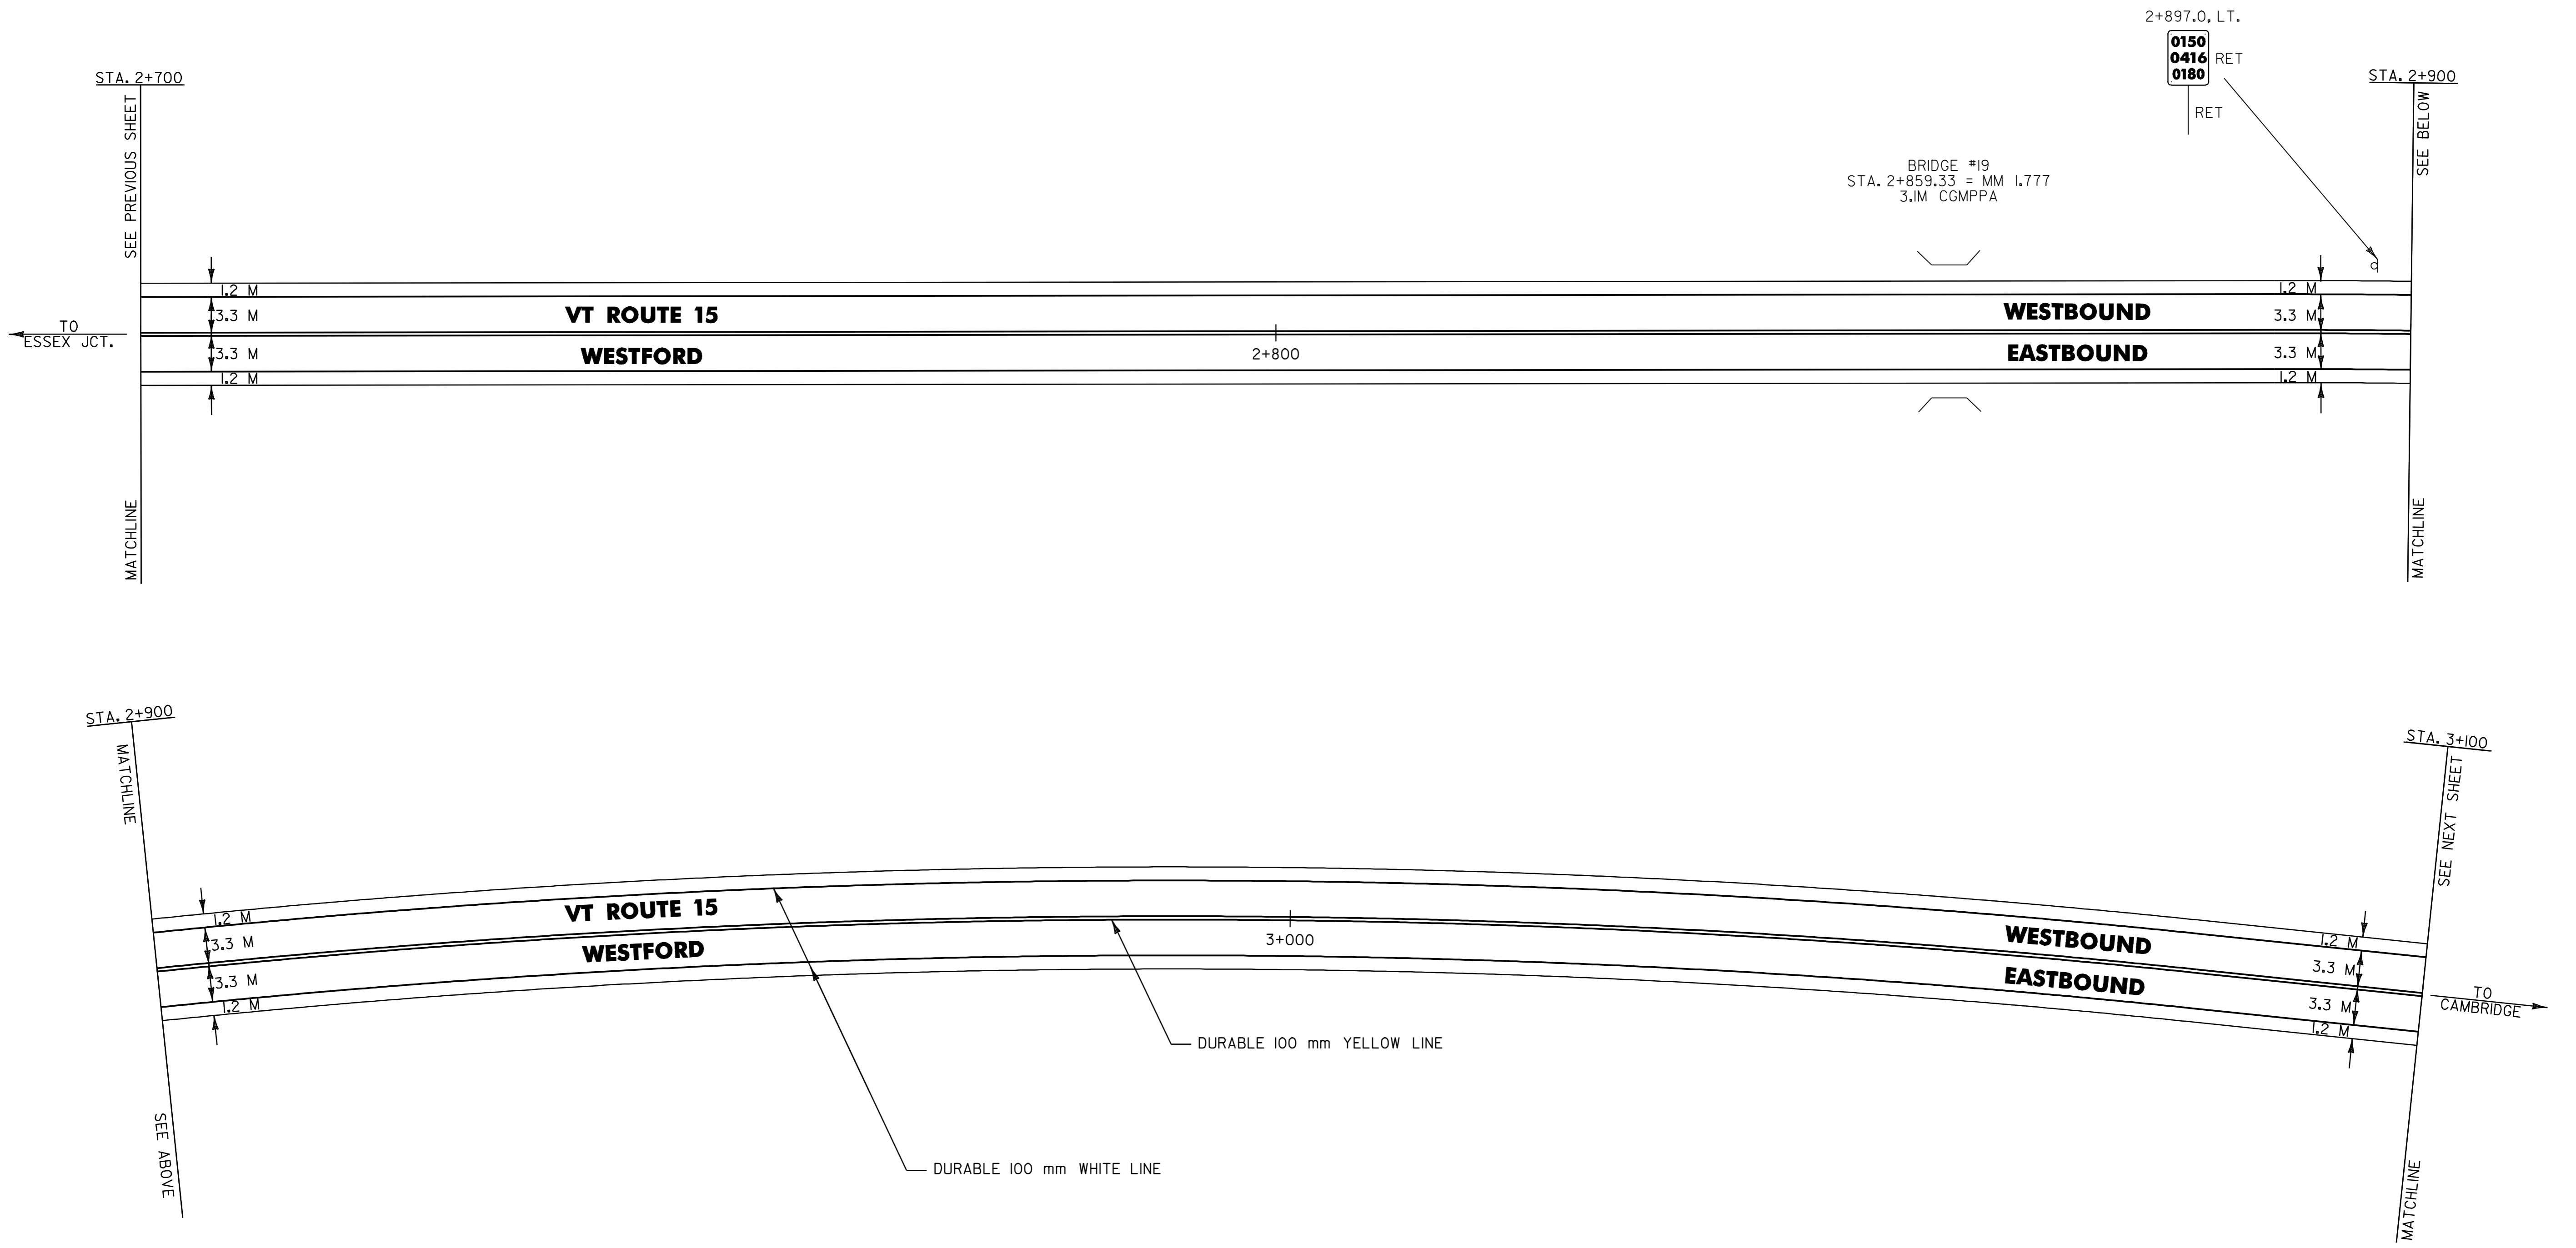 2+897.0, LT.
0150
0416
0180
RET
RET
STA. 2+700
SEE PREVIOUS SHEET
MATCHLINE
STA. 2+900
SEE BELOW
MATCHLINE
BRIDGE #19
STA. 2+859.33 = MM 1.777
3.1M CGMPPA
1.2 M
3.3 M
3.3 M
1.2 M
TO
ESSEX JCT.
VT ROUTE 15
WESTFORD
2+800
WESTBOUND
EASTBOUND
1.2 M
3.3 M
3.3 M
1.2 M
STA. 2+900
MATCHLINE
SEE ABOVE
STA. 3+100
SEE NEXT SHEET
MATCHLINE
1.2 M
3.3 M
3.3 M
1.2 M
VT ROUTE 15
WESTFORD
3+000
WESTBOUND
EASTBOUND
1.2 M
3.3 M
3.3 M
1.2 M
TO
CAMBRIDGE
DURABLE 100 mm YELLOW LINE
DURABLE 100 mm WHITE LINE